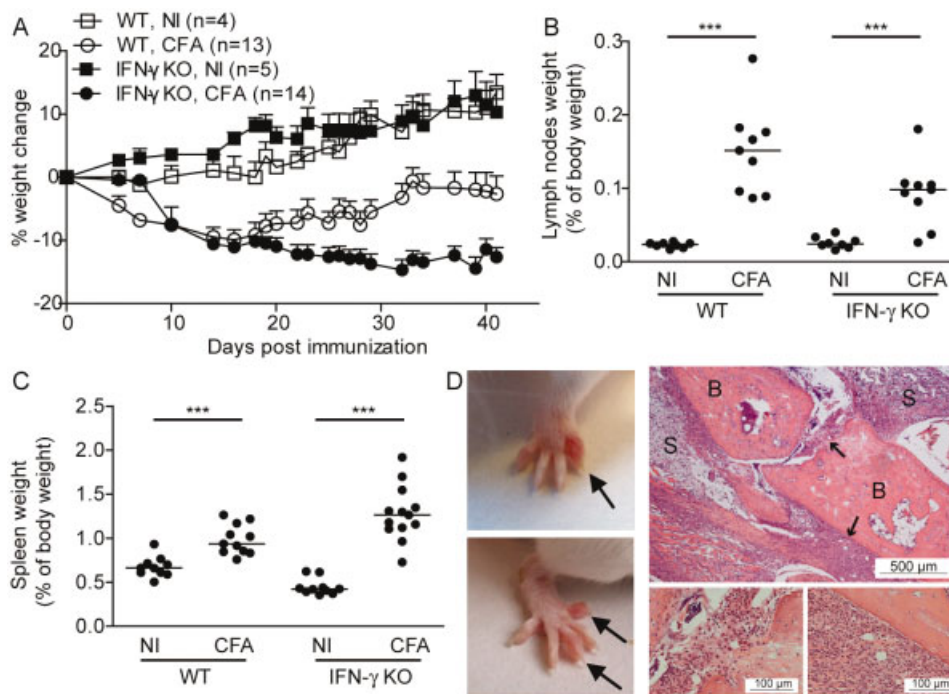 A
WT, NI (n=4)
WT, CFA (n=13)
IFNγ KO, NI (n=5)
IFNγ KO, CFA (n=14)
20
10
0
-10
-20
% weight change
0 10 20 30 40
Days post immunization
B
*** ***
0.3
0.2
0.1
0.0
Lymph nodes weight
(% of body weight)
NI CFA NI CFA
WT IFN-γ KO
C
*** ***
2.5
2.0
1.5
1.0
0.5
0.0
Spleen weight
(% of body weight)
NI CFA NI CFA
WT IFN-γ KO
D
B
S
S
B
500 µm
100 µm
100 µm